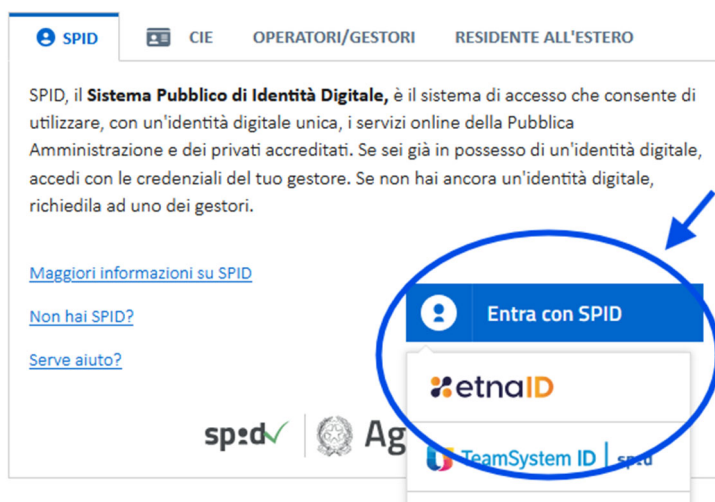 SPID CIE OPERATORI/GESTORI RESIDENTE ALL'ESTERO
SPID, il Sistema Pubblico di Identità Digitale, è il sistema di accesso che consente di
utilizzare, con un'identità digitale unica, i servizi online della Pubblica
Amministrazione e dei privati accreditati. Se sei già in possesso di un'identità digitale,
accedi con le credenziali del tuo gestore. Se non hai ancora un'identità digitale,
richiedila ad uno dei gestori.
Maggiori informazioni su SPID
Non hai SPID?
Serve aiuto?
Entra con SPID
etnaID
TeamSystem ID spid
spid
Ag